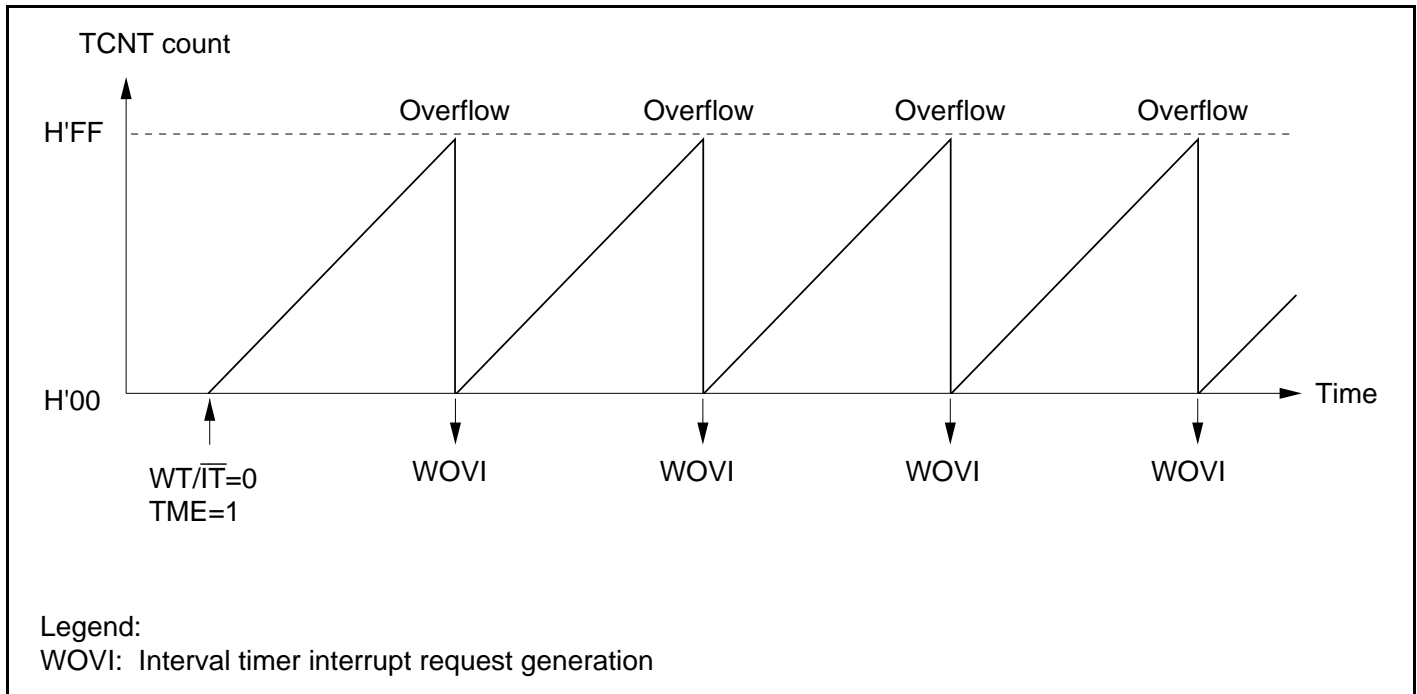 TCNT count
Overflow Overflow Overflow Overflow
H'FF
H'00
Time
WT/I̅T̅=0
TME=1
WOVI WOVI WOVI WOVI
Legend:
WOVI: Interval timer interrupt request generation